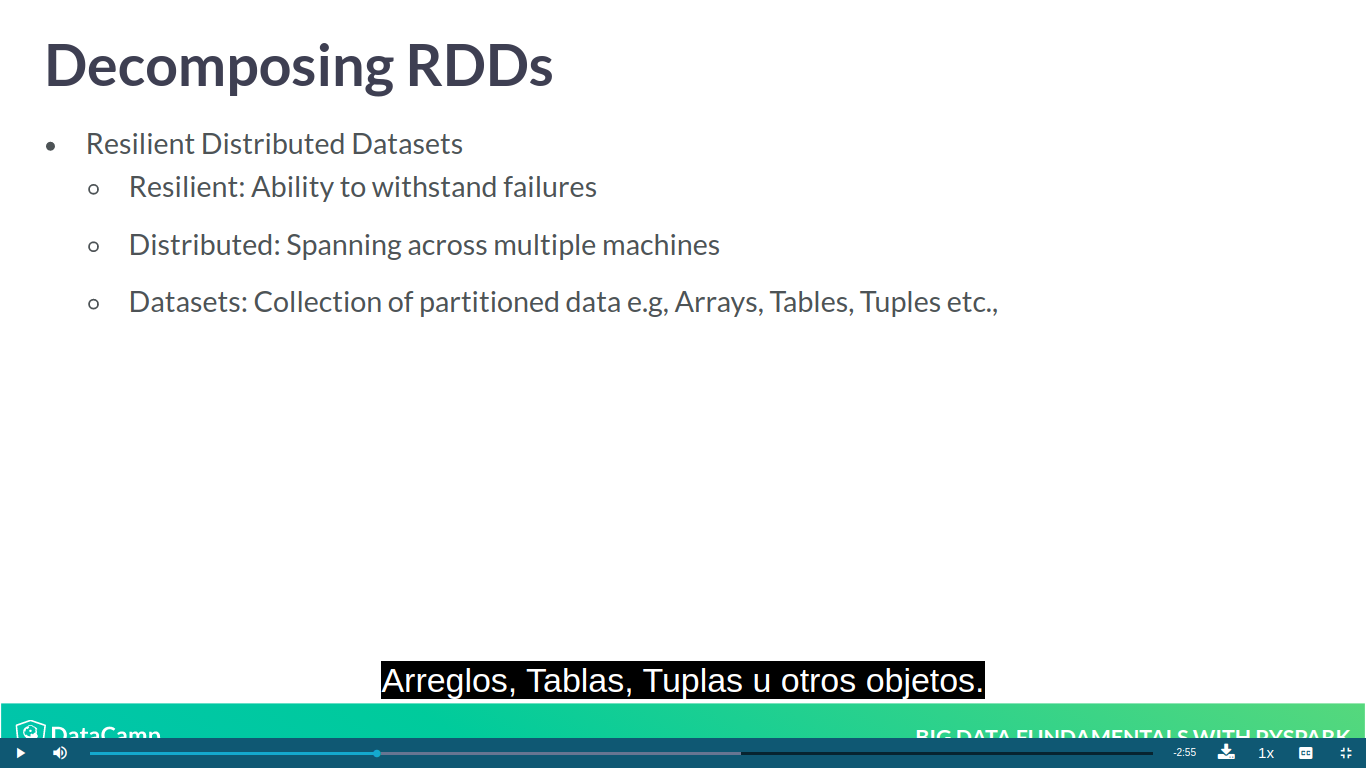 Decomposing RDDs
• Resilient Distributed Datasets
○ Resilient: Ability to withstand failures
○ Distributed: Spanning across multiple machines
○ Datasets: Collection of partitioned data e.g, Arrays, Tables, Tuples etc.,
Arreglos, Tablas, Tuplas u otros objetos.
DataCamp
BIG DATA FUNDAMENTALS WITH PYSPARK
-2:55
1x
CC